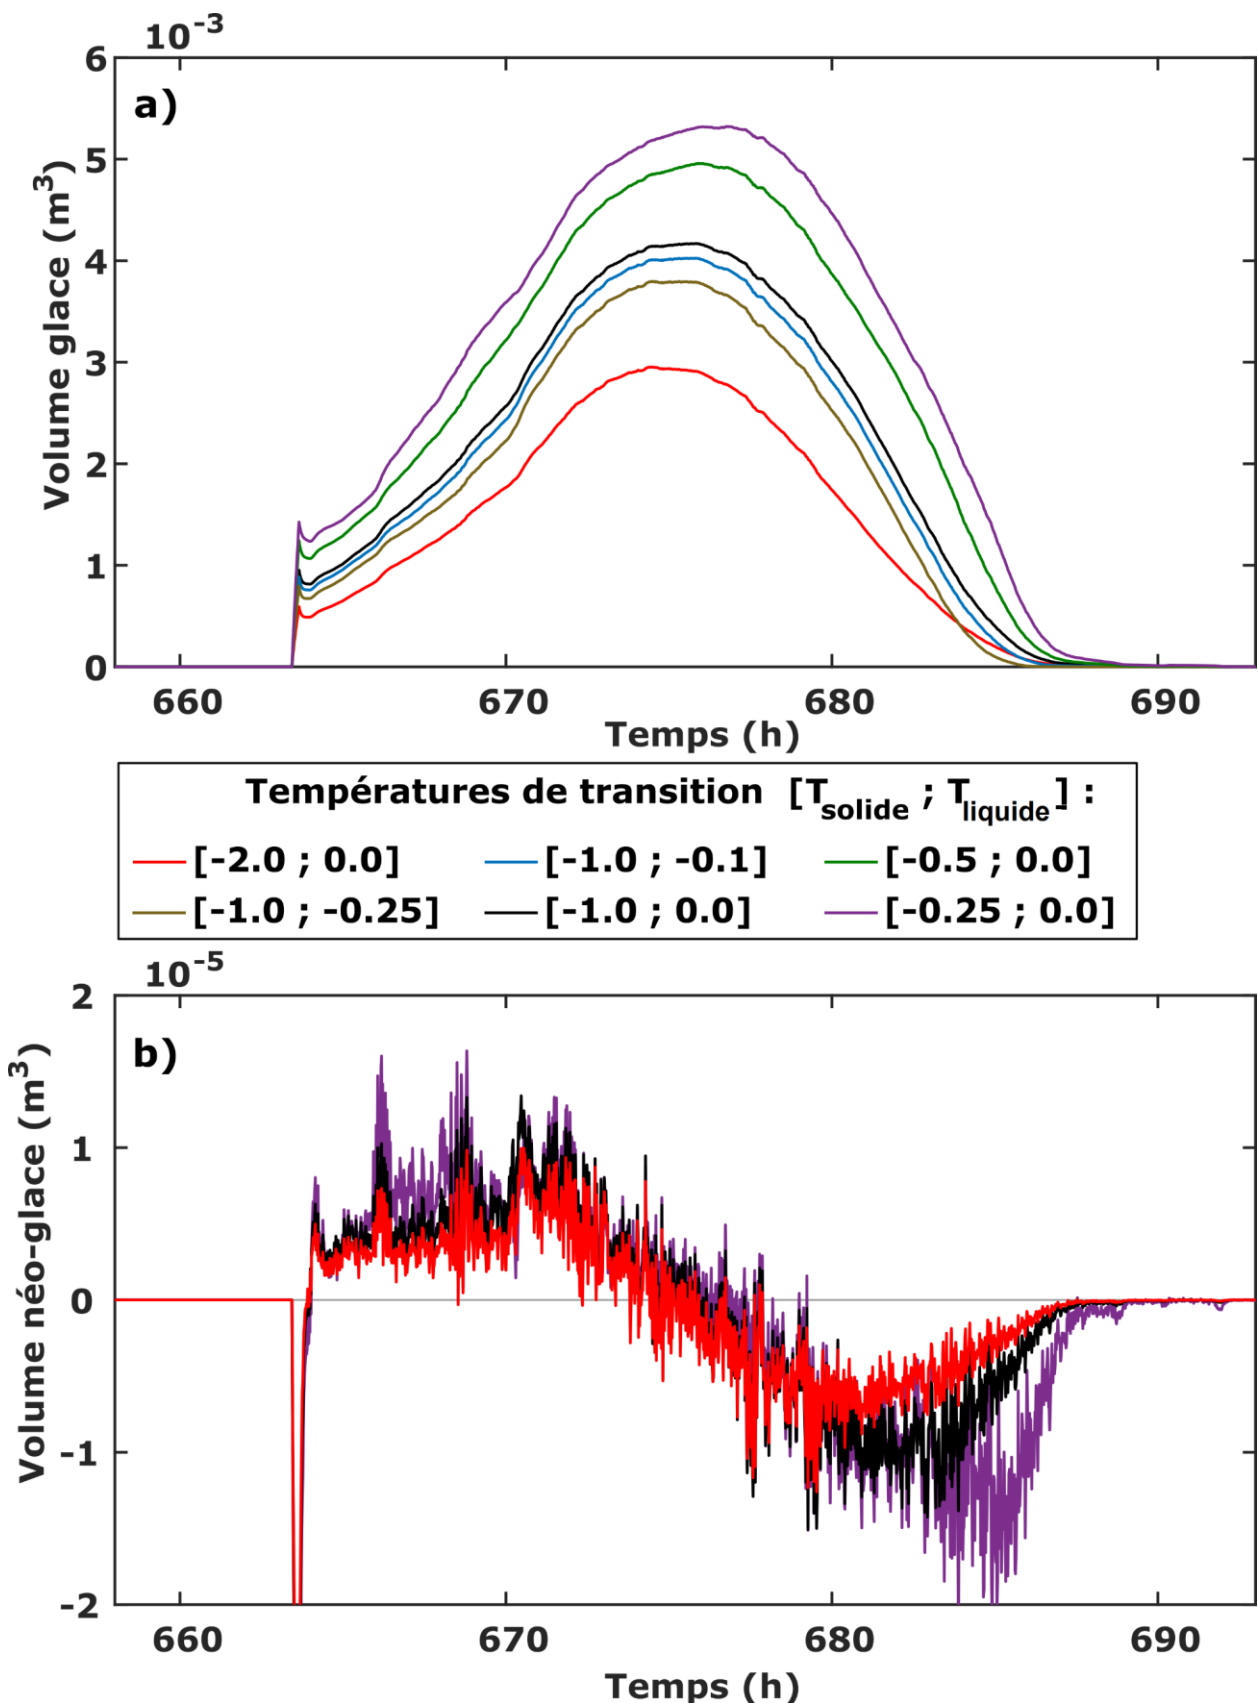 10-3
a)
6
5
4
3
2
1
0
Volume glace (m3)
660 670 680 690
Temps (h)
Températures de transition [Tsolide ; Tliquide] :
[-2.0 ; 0.0] [-1.0 ; -0.1] [-0.5 ; 0.0]
[-1.0 ; -0.25] [-1.0 ; 0.0] [-0.25 ; 0.0]
10-5
b)
2
1
0
-1
-2
Volume néo-glace (m3)
660 670 680 690
Temps (h)